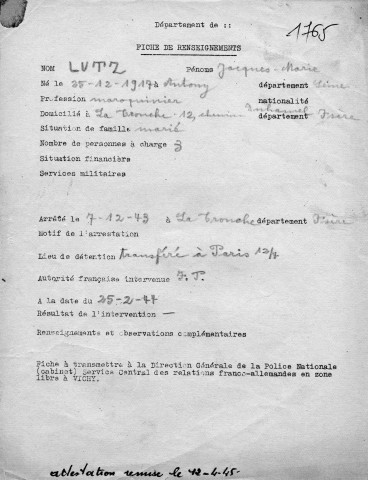 Département de ::
1765
FICHE DE RENSEIGNEMENTS
NOM LUTZ Pénoms Jacques-Marie
Né le 25-12-1917 à Antony département Seine
Profession maroquinier nationalité
Domicilié à La Tronche - 12, chemin Duhamel département Isère
Situation de famille marié
Nombre de personnes à charge 3
Situation financière
Services militaires
Arrêté le 7-12-43 à La Tronche département Isère
Motif de l'arrestation
Lieu de détention transféré à Paris
Autorité française intervenue
A la date du 25-2-44
Résultat de l'intervention —
Renseignements et observations complémentaires
Fiche à transmettre à la Direction Générale de la Police Nationale
(cabinet) Service Central des relations franco-allemandes en zone
libre à VICHY.
attestation remise le 12-4-45.